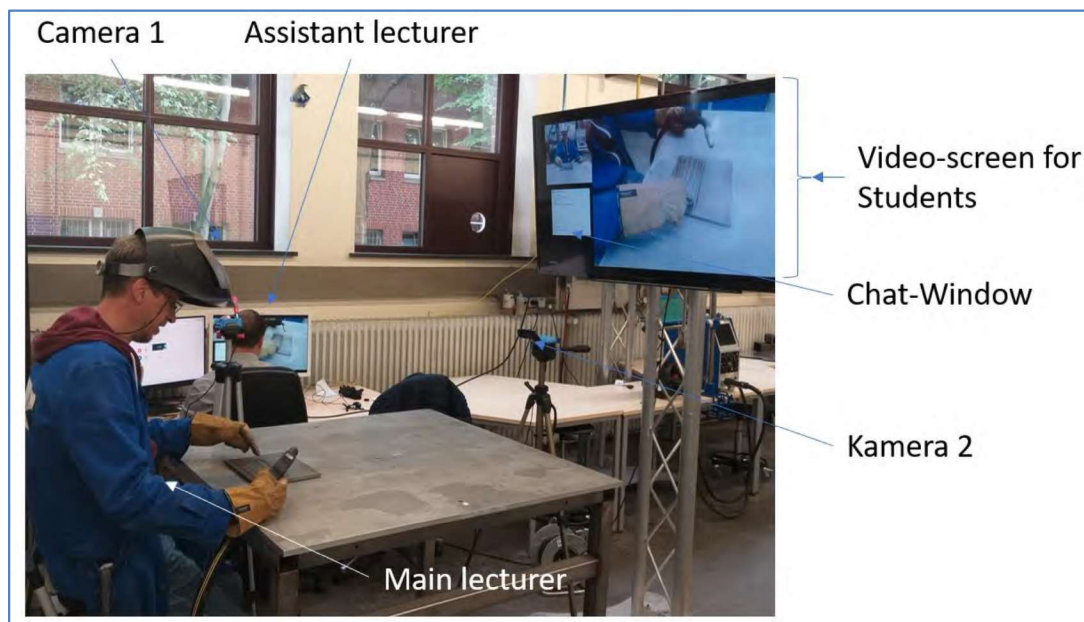 Camera 1
Assistant lecturer
Video-screen for
Students
Chat-Window
Kamera 2
Main lecturer